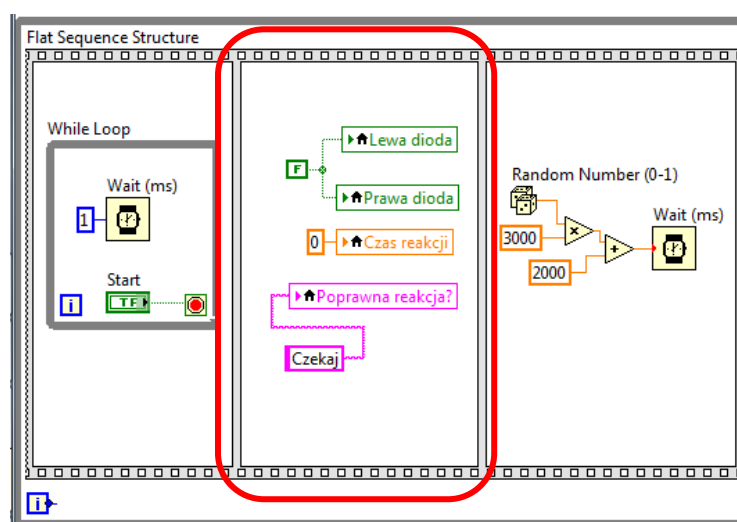 Flat Sequence Structure
While Loop
Wait (ms)
1
Start
TF
i
F
Lewa dioda
Prawa dioda
0
Czas reakcji
Poprawna reakcja?
Czekaj
Random Number (0-1)
3000
x
+
2000
Wait (ms)
i